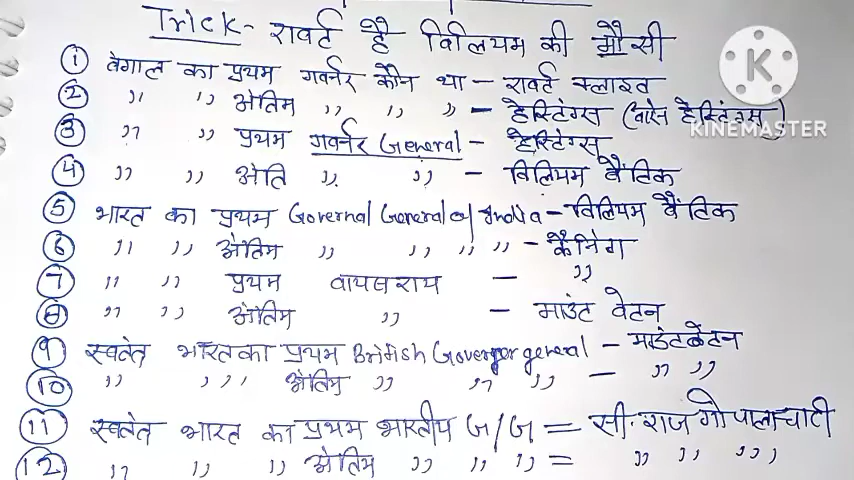 Trick - रावर्ट है विलियम की मौसी
① बंगाल का प्रथम गवर्नर कौन था - रावर्ट क्लाइव
② ,, ,, अंतिम ,, ,, ,, - हैस्टिंग्स (वारेन हैस्टिंग्स)
③ ,, ,, प्रथम गवर्नर General - हैस्टिंग्स
④ ,, ,, अंति ,, ,, - विलियम वैंटिक
⑤ भारत का प्रथम Governal General of India - विलियम वैंटिक
⑥ ,, ,, अंतिम ,, ,, ,, ,, - कैनिंग
⑦ ,, ,, प्रथम वायसराय - ,,
⑧ ,, ,, अंतिम ,, - माउंट वेटन
⑨ स्वतंत्र भारत का प्रथम British Governer general - माउंटबेटन
⑩ ,, ,,, अंतिम ,, ,, ,, - ,, ,,
⑪ स्वतंत्र भारत का प्रथम भारतीय G/G = सी. राज गोपालाचारी
⑫ ,, ,, ,, अंतिम ,, ,, ,, = ,, ,, ,,,
K
KINEMASTER